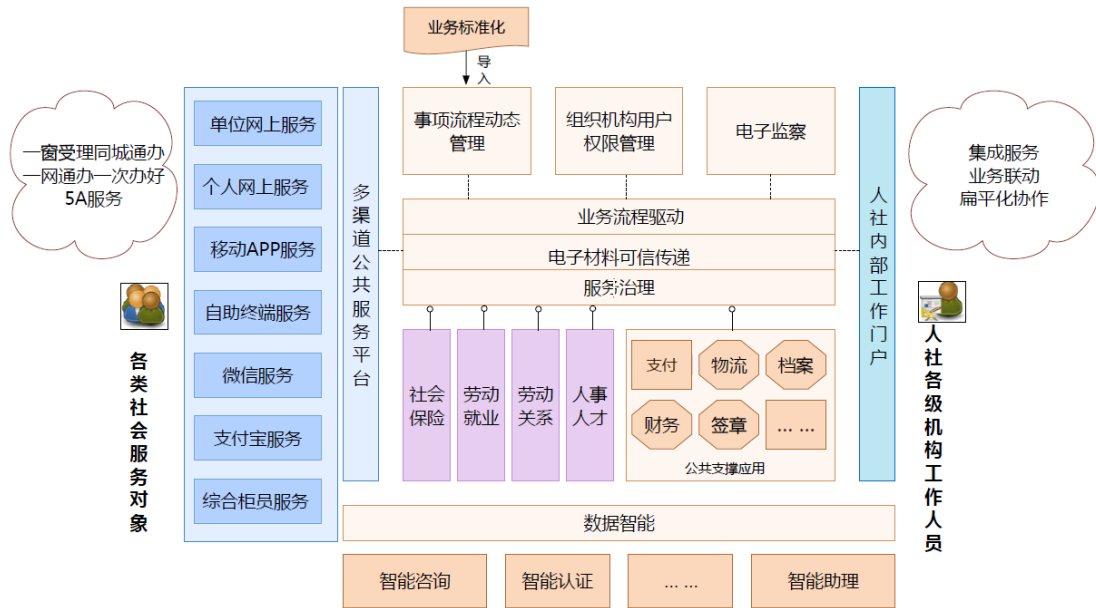 业务标准化
导
入
一窗受理同城通办
一网通办一次办好
5A服务
各类社会服务对象
单位网上服务
个人网上服务
移动APP服务
自助终端服务
微信服务
支付宝服务
综合柜员服务
多渠道公共服务平台
事项流程动态
管理
组织机构用户
权限管理
电子监察
业务流程驱动
电子材料可信传递
服务治理
社会
保险
劳动
就业
劳动
关系
人事
人才
支付
物流
档案
财务
签章
... ...
公共支撑应用
人社内部工作门户
集成服务
业务联动
扁平化协作
人社各级机构工作人员
数据智能
智能咨询
智能认证
... ...
智能助理